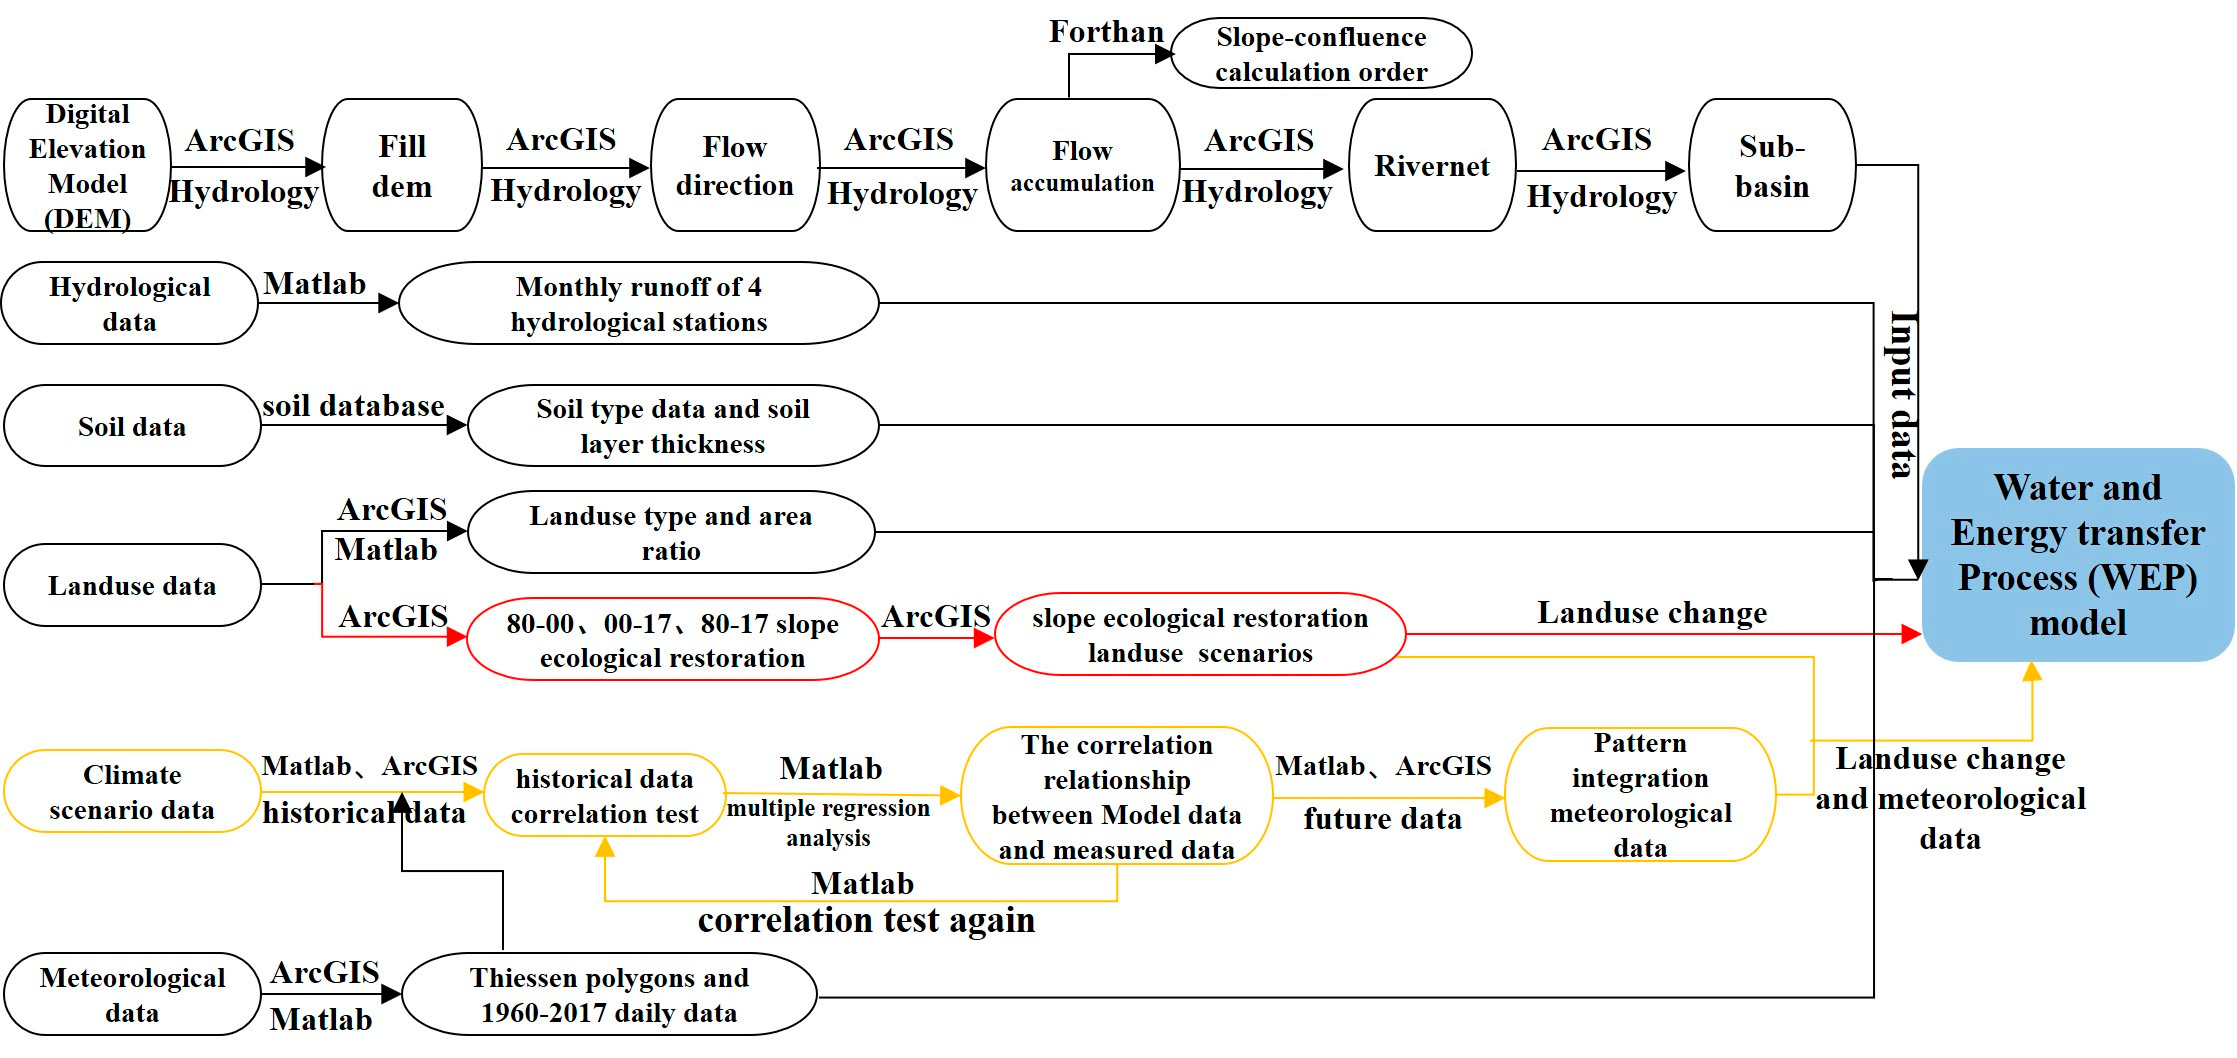 Forthan
Slope-confluence
calculation order
Digital
Elevation
Model
(DEM)
ArcGIS
Hydrology
Fill
dem
ArcGIS
Hydrology
Flow
direction
ArcGIS
Hydrology
Flow
accumulation
ArcGIS
Hydrology
Rivernet
ArcGIS
Hydrology
Sub-
basin
Hydrological
data
Matlab
Monthly runoff of 4
hydrological stations
Input data
Soil data
soil database
Soil type data and soil
layer thickness
Landuse data
ArcGIS
Matlab
Landuse type and area
ratio
ArcGIS
80-00、00-17、80-17 slope
ecological restoration
ArcGIS
slope ecological restoration
landuse scenarios
Landuse change
Water and
Energy transfer
Process (WEP)
model
Climate
scenario data
Matlab、ArcGIS
historical data
historical data
correlation test
Matlab
multiple regression
analysis
The correlation
relationship
between Model data
and measured data
Matlab、ArcGIS
future data
Pattern
integration
meteorological
data
Landuse change
and meteorological
data
Matlab
correlation test again
Meteorological
data
ArcGIS
Matlab
Thiessen polygons and
1960-2017 daily data